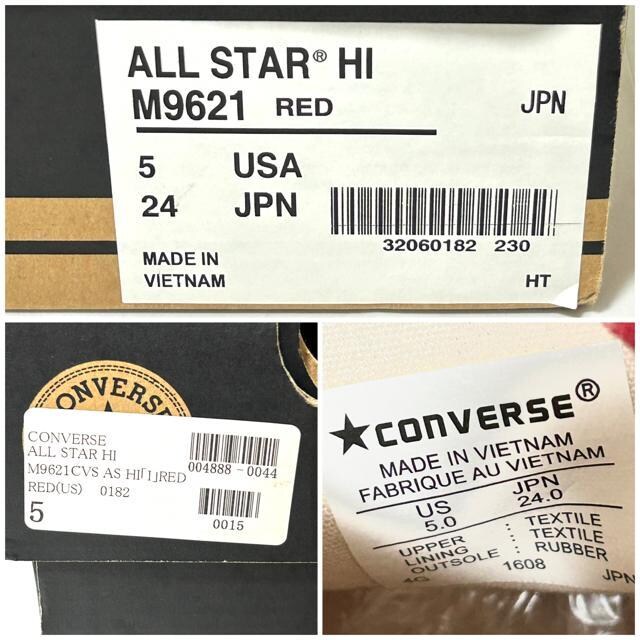 ALL STAR® HI
M9621 RED JPN
5 USA
24 JPN
32060182 230
MADE IN
VIETNAM
HT
CONVERSE
CONVERSE
ALL STAR HI
M9621CVS AS HI「1」RED
RED(US) 0182
5
004888-0044
0015
★CONVERSE®
MADE IN VIETNAM
FABRIQUE AU VIETNAM
US JPN
5.0 24.0
UPPER : TEXTILE
LINING : TEXTILE
OUTSOLE : RUBBER
4G 1608 JPN